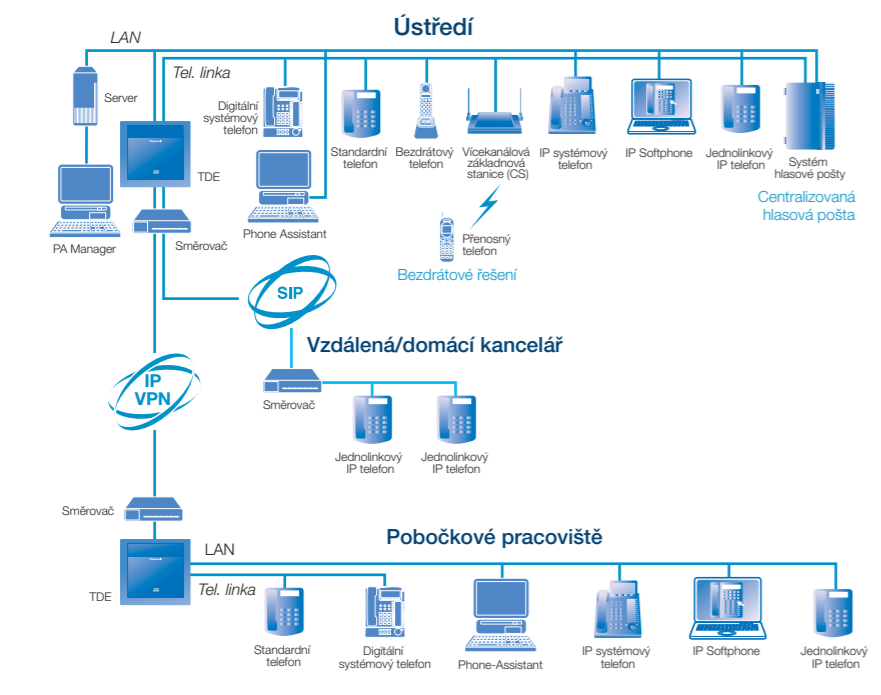 Ústředí
LAN
Tel. linka
Server
Digitální
systémový
telefon
TDE
Standardní
telefon
Bezdrátový
telefon
Vícekanálová
základnová
stanice (CS)
IP systémový
telefon
IP Softphone
Jednolinkový
IP telefon
Systém
hlasové pošty
Centralizovaná
hlasová pošta
PA Manager
Směrovač
Phone Assistant
Přenosný
telefon
Bezdrátové řešení
SIP
Vzdálená/domácí kancelář
IP
VPN
Směrovač
Jednolinkový
IP telefon
Jednolinkový
IP telefon
Směrovač
Pobočkové pracoviště
LAN
TDE
Tel. linka
Standardní
telefon
Digitální
systémový telefon
Phone-Assistant
IP systémový
telefon
IP Softphone
Jednolinkový
IP telefon